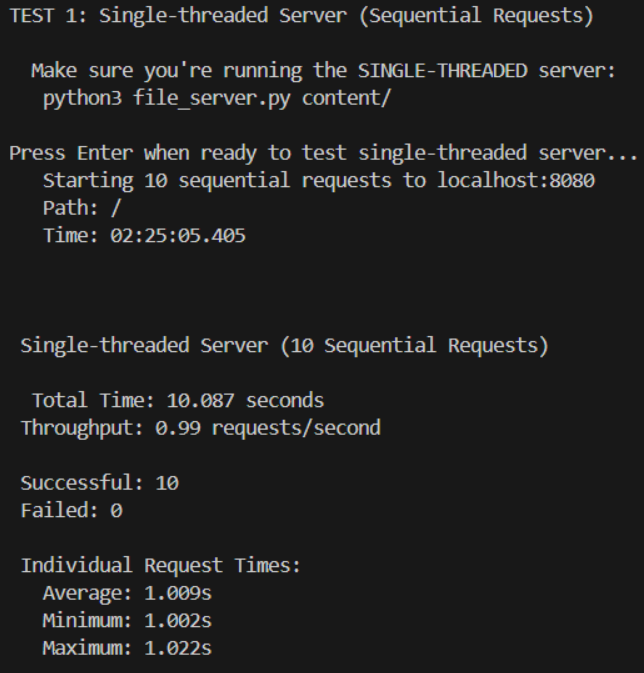 TEST 1: Single-threaded Server (Sequential Requests)
Make sure you're running the SINGLE-THREADED server:
python3 file_server.py content/
Press Enter when ready to test single-threaded server...
Starting 10 sequential requests to localhost:8080
Path: /
Time: 02:25:05.405
Single-threaded Server (10 Sequential Requests)
Total Time: 10.087 seconds
Throughput: 0.99 requests/second
Successful: 10
Failed: 0
Individual Request Times:
Average: 1.009s
Minimum: 1.002s
Maximum: 1.022s